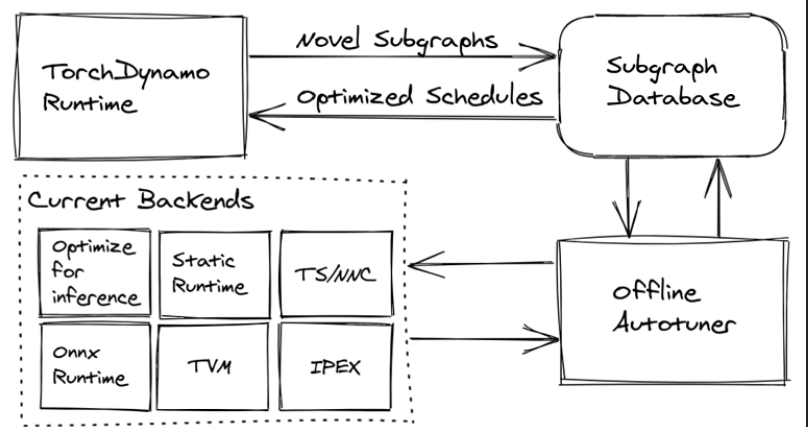 TorchDynamo
Runtime
Novel Subgraphs
Optimized Schedules
Subgraph
Database
Current Backends
Optimize
for
inference
Static
Runtime
TS/NNC
Onnx
Runtime
TVM
IPEX
Offline
Autotuner